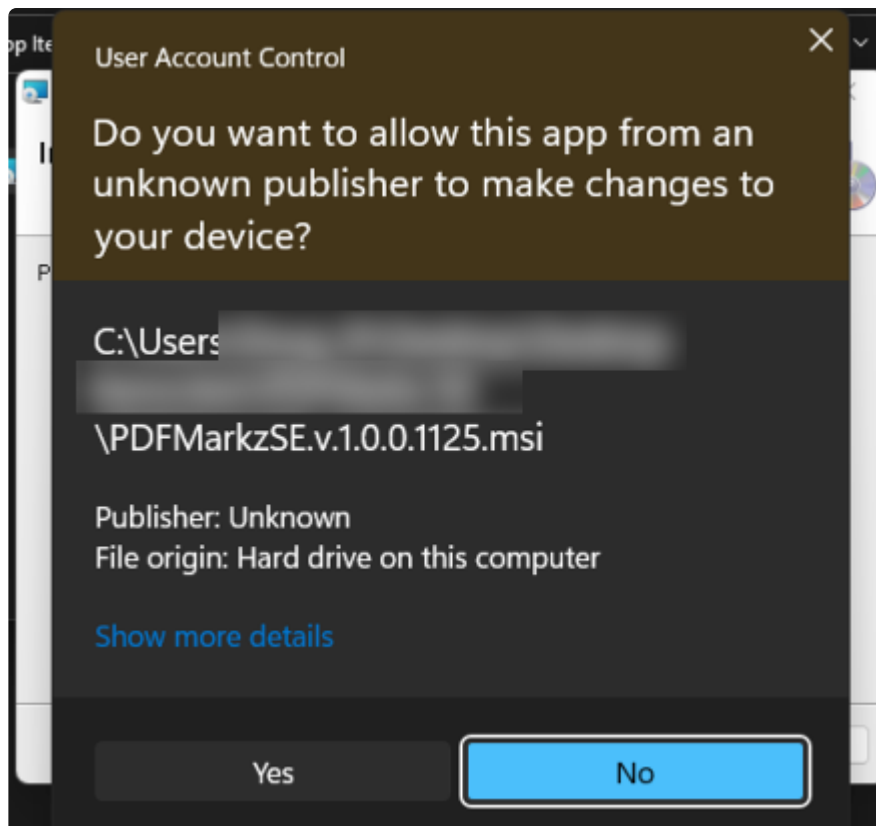 User Account Control
Do you want to allow this app from an
unknown publisher to make changes to
your device?
C:\Users
\PDFMarkzSE.v.1.0.0.1125.msi
Publisher: Unknown
File origin: Hard drive on this computer
Show more details
Yes
No